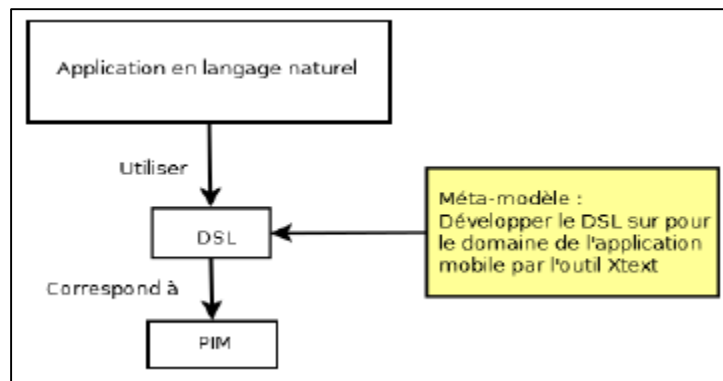 Application en langage naturel
Utiliser
DSL
Méta-modèle :
Développer le DSL sur pour
le domaine de l'application
mobile par l'outil Xtext
Correspond à
PIM